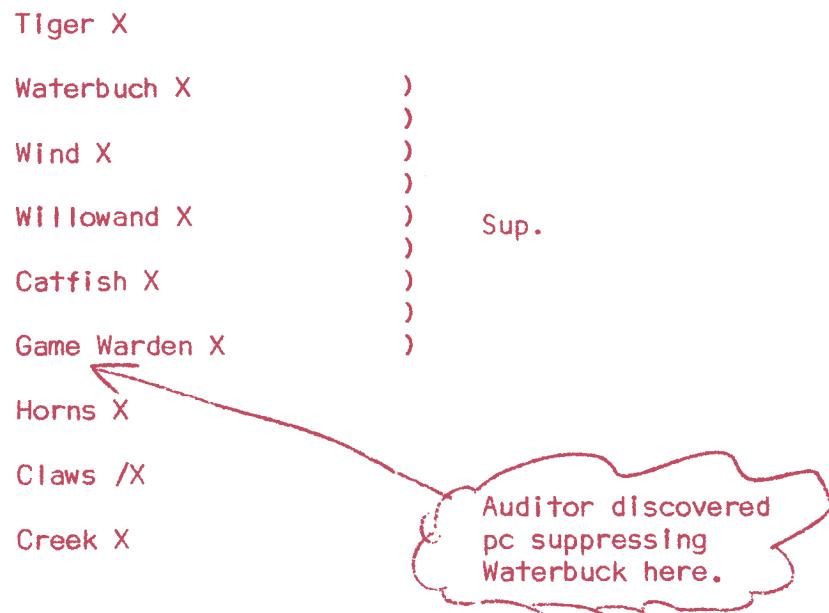 Tiger X
Waterbuch X )
)
Wind X )
)
Willowand X ) Sup.
)
Catfish X )
)
Game Warden X )
Horns X
Claws /X
Creek X
Auditor discovered
pc suppressing
Waterbuck here.